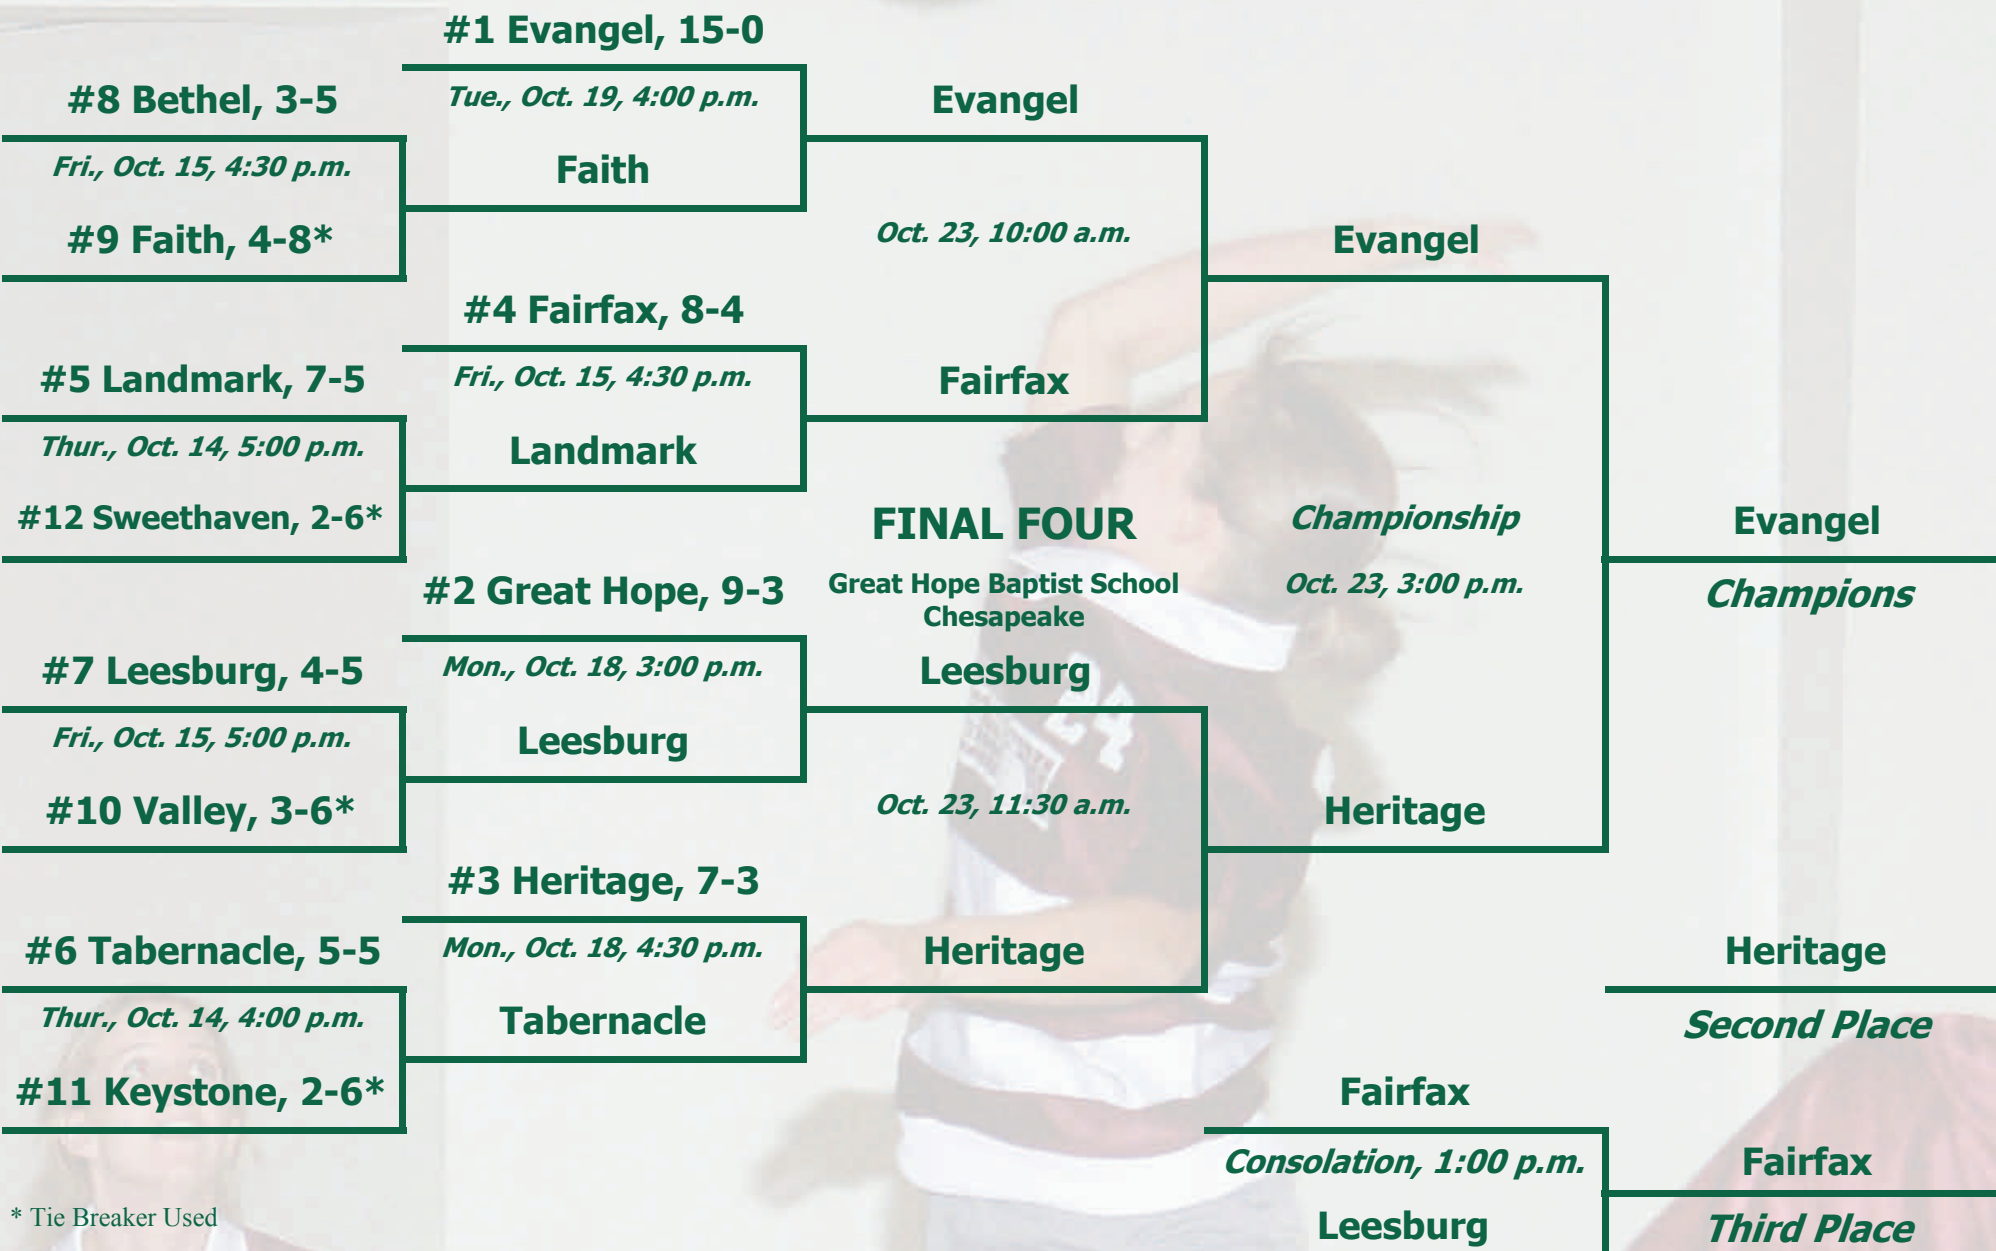 #1 Evangel, 15-0
#8 Bethel, 3-5
Tue., Oct. 19, 4:00 p.m.
Evangel
Fri., Oct. 15, 4:30 p.m.
Faith
#9 Faith, 4-8*
Oct. 23, 10:00 a.m.
Evangel
#4 Fairfax, 8-4
#5 Landmark, 7-5
Fri., Oct. 15, 4:30 p.m.
Fairfax
Thur., Oct. 14, 5:00 p.m.
Landmark
#12 Sweethaven, 2-6*
FINAL FOUR
Championship
Evangel
#2 Great Hope, 9-3
Great Hope Baptist School
Chesapeake
Oct. 23, 3:00 p.m.
Champions
#7 Leesburg, 4-5
Mon., Oct. 18, 3:00 p.m.
Leesburg
24
Fri., Oct. 15, 5:00 p.m.
Leesburg
#10 Valley, 3-6*
Oct. 23, 11:30 a.m.
Heritage
#3 Heritage, 7-3
#6 Tabernacle, 5-5
Mon., Oct. 18, 4:30 p.m.
Heritage
Heritage
Thur., Oct. 14, 4:00 p.m.
Tabernacle
Second Place
#11 Keystone, 2-6*
Fairfax
Consolation, 1:00 p.m.
Fairfax
* Tie Breaker Used
Leesburg
Third Place